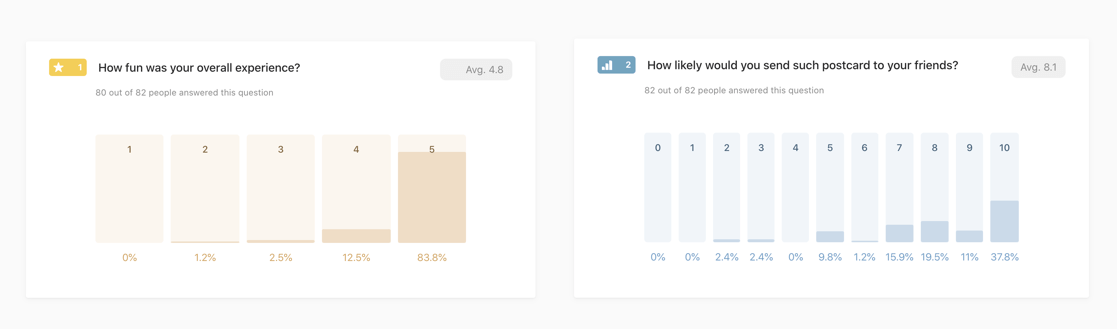 1 How fun was your overall experience? Avg. 4.8
80 out of 82 people answered this question
1 2 3 4 5
0% 1.2% 2.5% 12.5% 83.8%
2 How likely would you send such postcard to your friends? Avg. 8.1
82 out of 82 people answered this question
0 1 2 3 4 5 6 7 8 9 10
0% 0% 2.4% 2.4% 0% 9.8% 1.2% 15.9% 19.5% 11% 37.8%